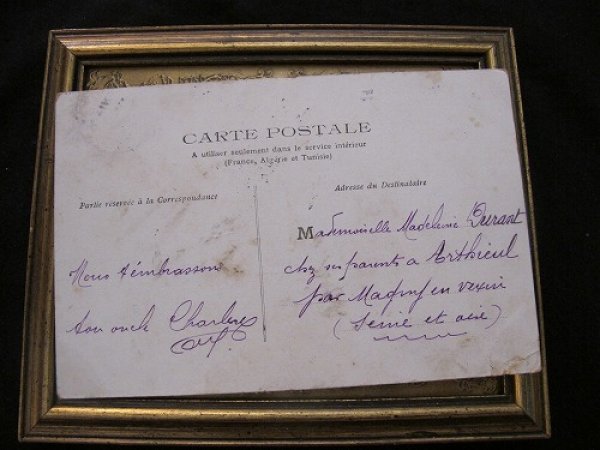 CARTE POSTALE
A utiliser seulement dans le service intérieur
(France, Algérie et Tunisie)
Partie réservée à la Correspondance
Nous t'embrassons
ton oncle Charles
Adresse du Destinataire
Mademoiselle Madeleine Durant
chez ses parents a Arthieul
par Magny en vexin
(Seine et oise)